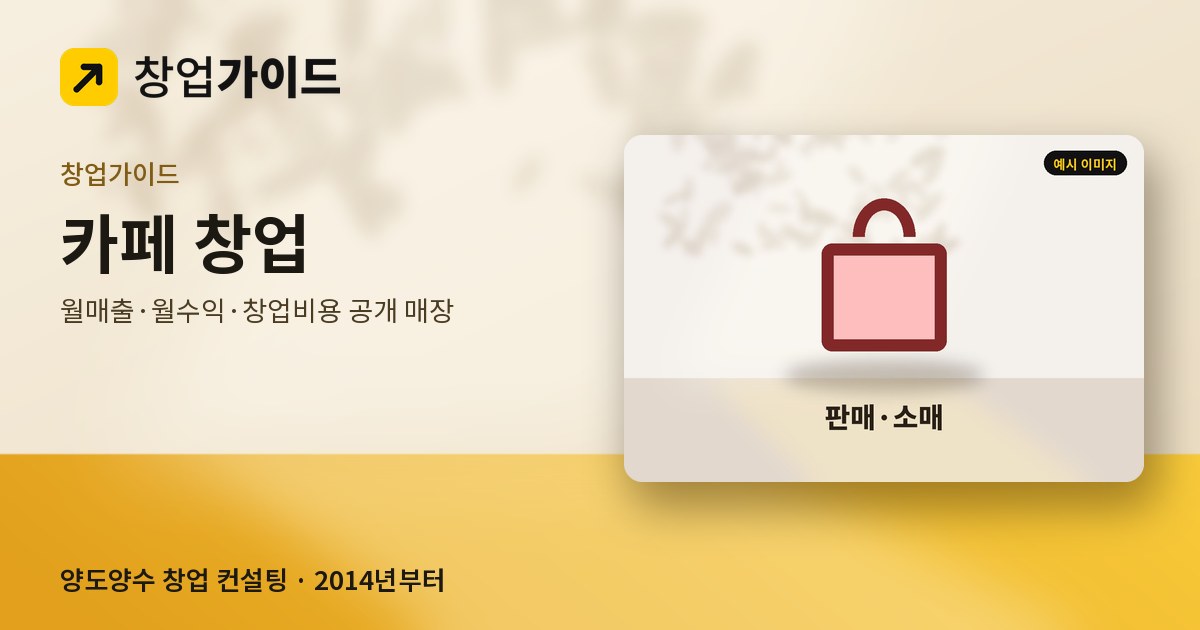 창업가이드
창업가이드
카페 창업
월매출·월수익·창업비용 공개 매장
예시 이미지
판매·소매
양도양수 창업 컨설팅 · 2014년부터